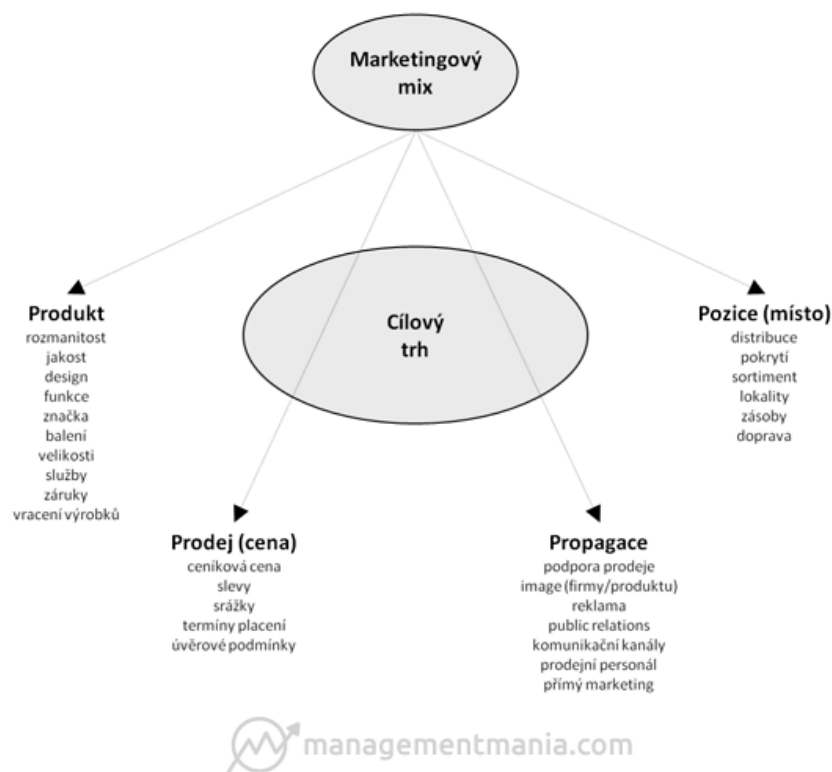 Marketingový
mix
Cílový
trh
Produkt
rozmanitost
jakost
design
funkce
značka
balení
velikosti
služby
záruky
vracení výrobků
Pozice (místo)
distribuce
pokrytí
sortiment
lokality
zásoby
doprava
Prodej (cena)
ceníková cena
slevy
srážky
termíny placení
úvěrové podmínky
Propagace
podpora prodeje
image (firmy/produktu)
reklama
public relations
komunikační kanály
prodejní personál
přímý marketing
managementmania.com